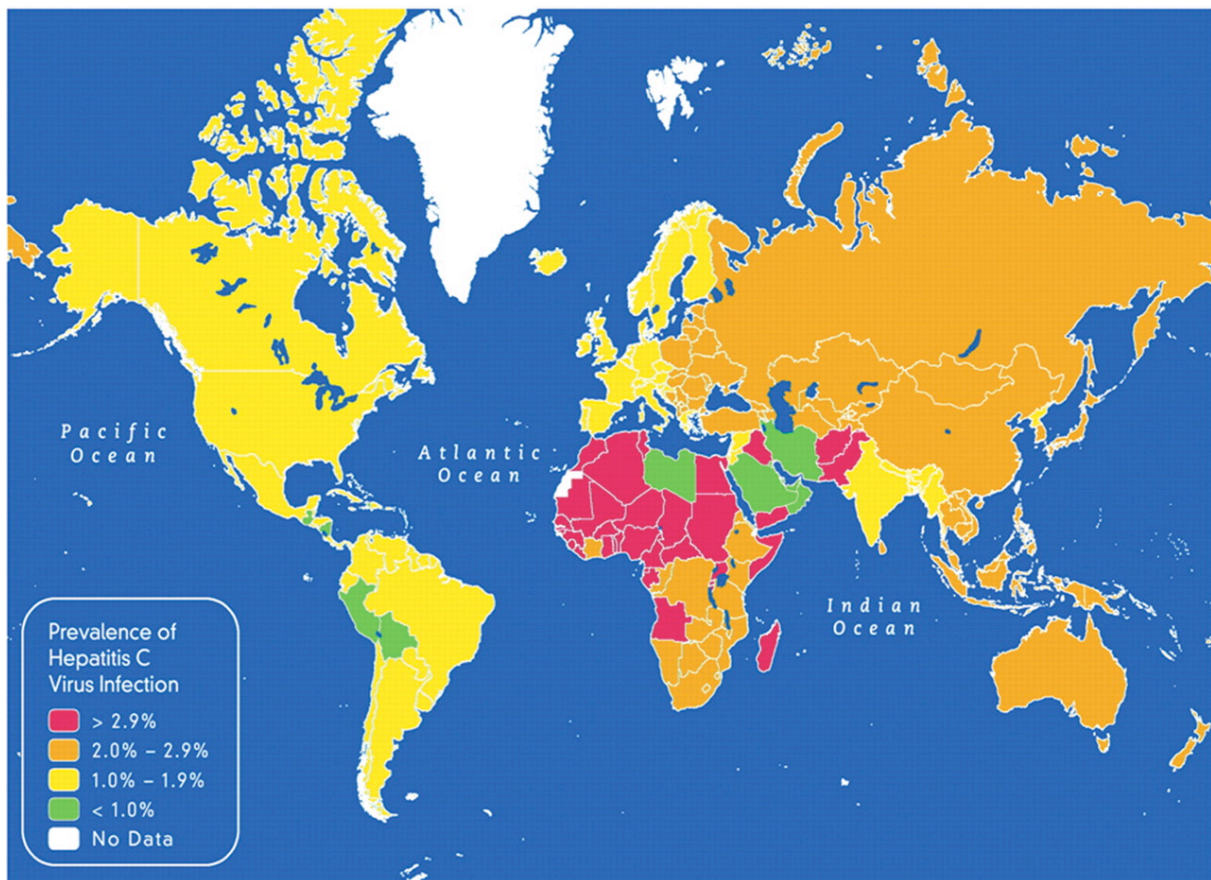 Pacific
Ocean
Atlantic
Ocean
Indian
Ocean
Prevalence of
Hepatitis C
Virus Infection
> 2.9%
2.0% – 2.9%
1.0% – 1.9%
< 1.0%
No Data